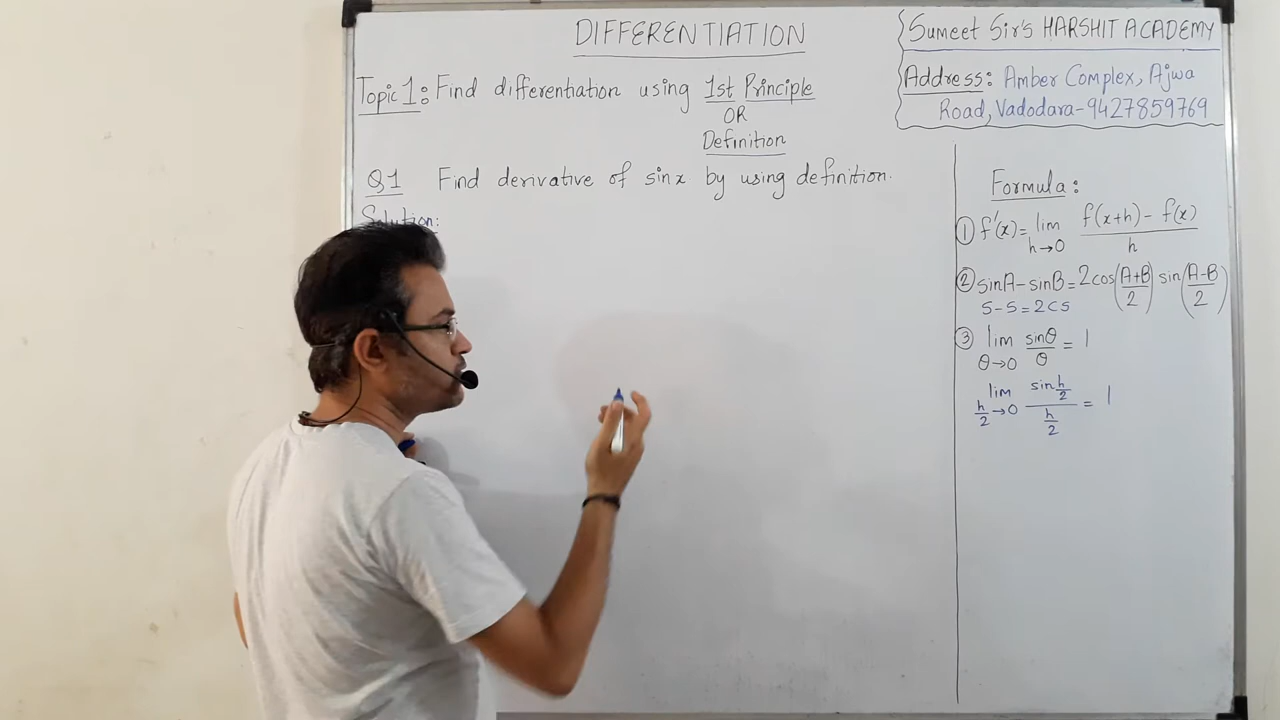 DIFFERENTIATION
Sumeet Sir's HARSHIT ACADEMY
Address: Amber Complex, Ajwa
Road, Vadodara-9427859769
Topic 1: Find differentiation using 1st Principle
OR
Definition
Q1 Find derivative of sinx by using definition.
Solution:
Formula:
① f'(x) = lim h→0 f(x+h) - f(x) / h
② sinA - sinB = 2cos(A+B/2) sin(A-B/2)
S-S = 2CS
③ lim θ→0 sinθ/θ = 1
lim h/2→0 sin h/2 / h/2 = 1